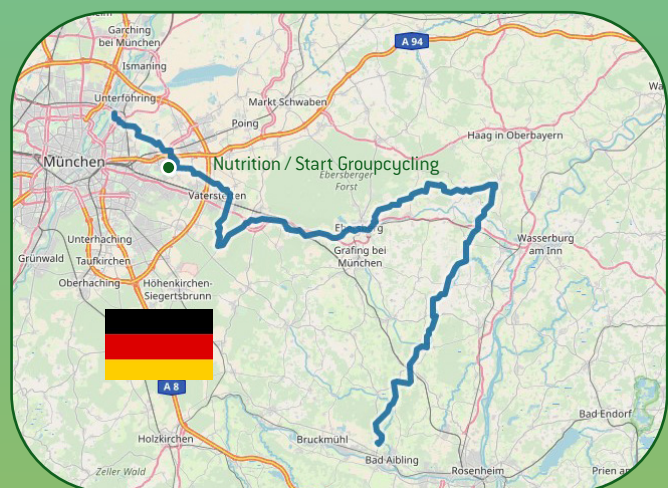 Garching
bei München
Ismaning
A 94
Unterföhring
Markt Schwaben
Poing
Haag in Oberbayern
München
Nutrition / Start Groupcycling
Ebersberger
Forst
Vaterstetten
Unterhaching
Taufkirchen
Grünwald
Oberhaching
Höhenkirchen-
Siegertsbrunn
Grafing bei
München
Wasserburg
am Inn
A 8
Bad Endorf
Holzkirchen
Bruckmühl
Bad Aibling
Zeller Wald
Rosenheim
Prien am